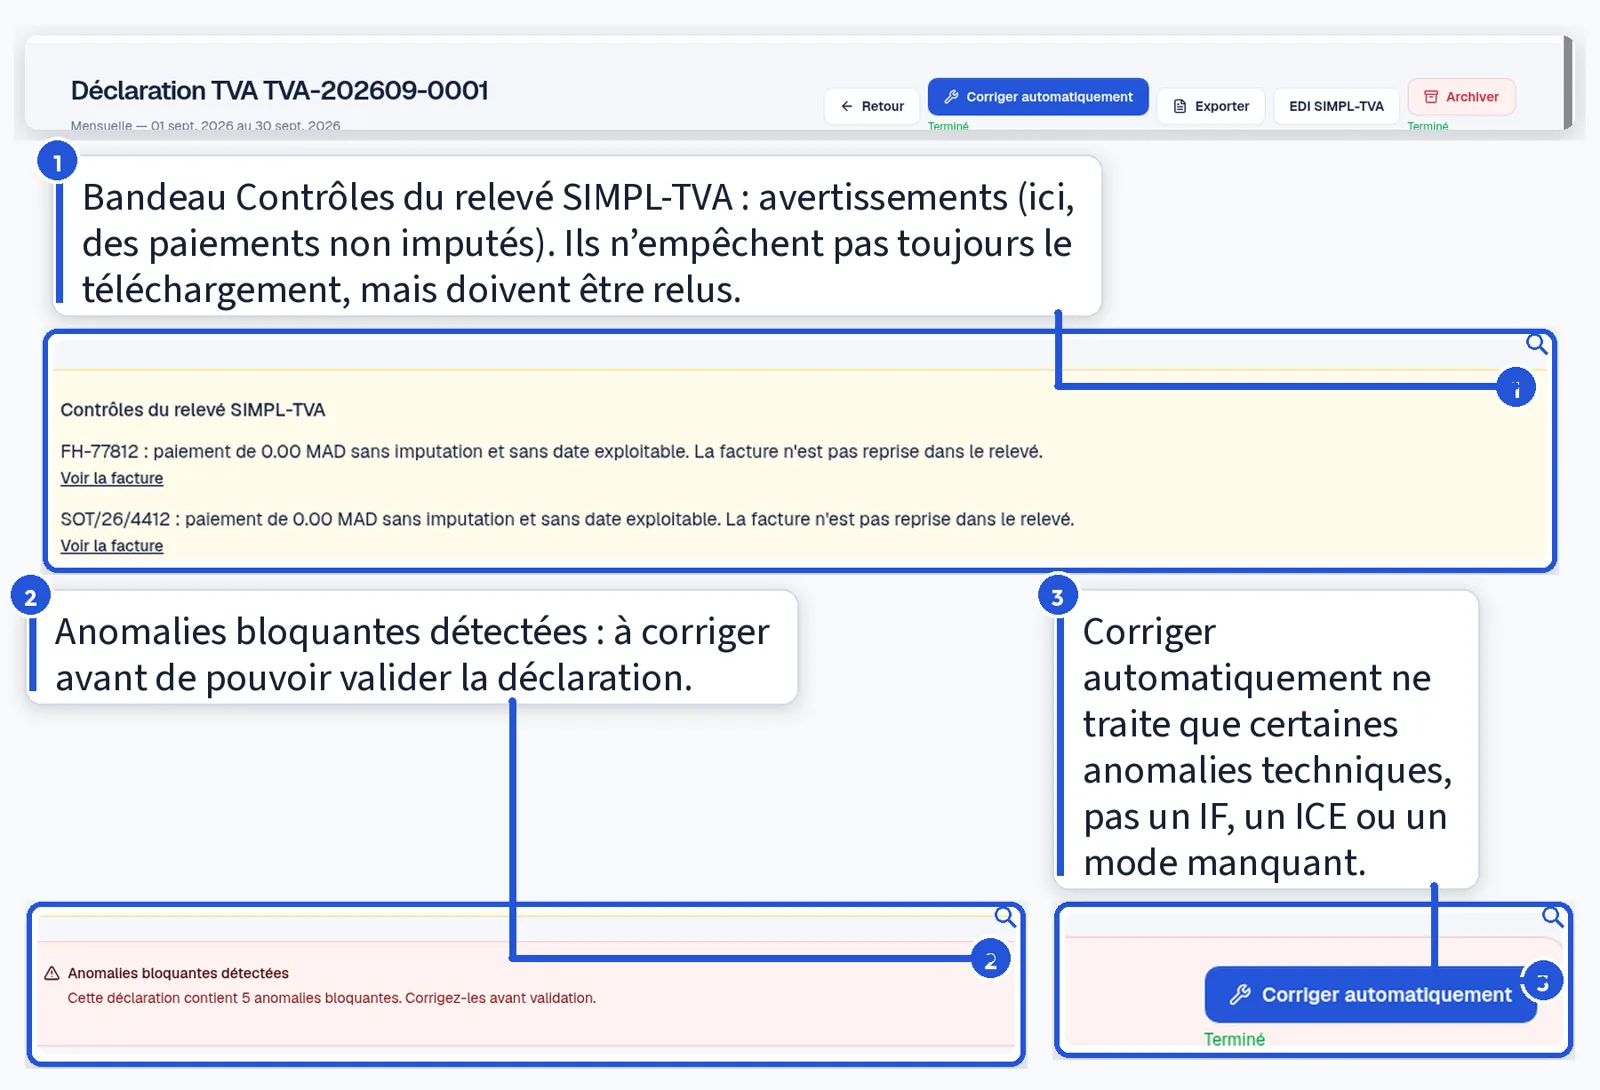 Déclaration TVA TVA-202609-0001
Mensuelle — 01 sept. 2026 au 30 sept. 2026
Retour
Corriger automatiquement
Terminé
Exporter
EDI SIMPL-TVA
Archiver
Terminé
1
Bandeau Contrôles du relevé SIMPL-TVA : avertissements (ici,
des paiements non imputés). Ils n’empêchent pas toujours le
téléchargement, mais doivent être relus.
1
Contrôles du relevé SIMPL-TVA
FH-77812 : paiement de 0.00 MAD sans imputation et sans date exploitable. La facture n'est pas reprise dans le relevé.
Voir la facture
SOT/26/4412 : paiement de 0.00 MAD sans imputation et sans date exploitable. La facture n'est pas reprise dans le relevé.
Voir la facture
2
Anomalies bloquantes détectées : à corriger
avant de pouvoir valider la déclaration.
3
Corriger
automatiquement ne
traite que certaines
anomalies techniques,
pas un IF, un ICE ou un
mode manquant.
2
Anomalies bloquantes détectées
Cette déclaration contient 5 anomalies bloquantes. Corrigez-les avant validation.
3
Corriger automatiquement
Terminé